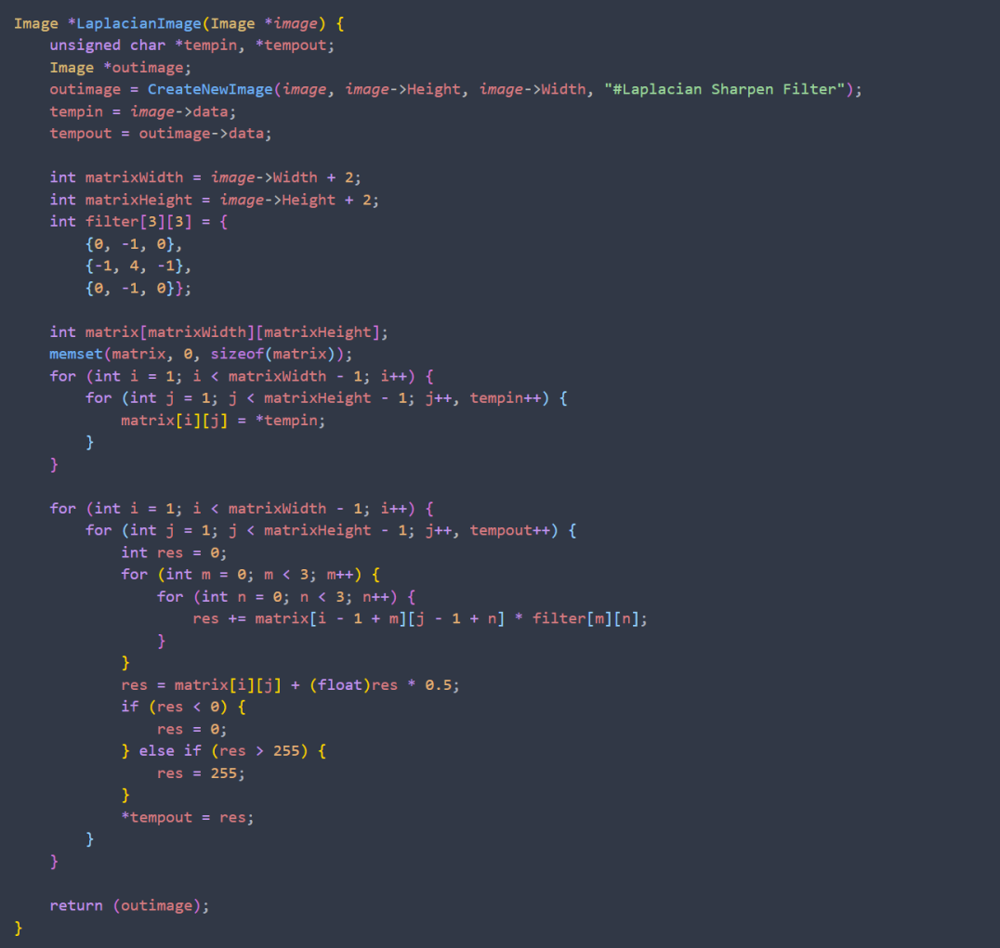 Image *LaplacianImage(Image *image) {
    unsigned char *tempin, *tempout;
    Image *outimage;
    outimage = CreateNewImage(image, image->Height, image->Width, "#Laplacian Sharpen Filter");
    tempin = image->data;
    tempout = outimage->data;

    int matrixWidth = image->Width + 2;
    int matrixHeight = image->Height + 2;
    int filter[3][3] = {
        {0, -1, 0},
        {-1, 4, -1},
        {0, -1, 0}};

    int matrix[matrixWidth][matrixHeight];
    memset(matrix, 0, sizeof(matrix));
    for (int i = 1; i < matrixWidth - 1; i++) {
        for (int j = 1; j < matrixHeight - 1; j++, tempin++) {
            matrix[i][j] = *tempin;
        }
    }

    for (int i = 1; i < matrixWidth - 1; i++) {
        for (int j = 1; j < matrixHeight - 1; j++, tempout++) {
            int res = 0;
            for (int m = 0; m < 3; m++) {
                for (int n = 0; n < 3; n++) {
                    res += matrix[i - 1 + m][j - 1 + n] * filter[m][n];
                }
            }
            res = matrix[i][j] + (float)res * 0.5;
            if (res < 0) {
                res = 0;
            } else if (res > 255) {
                res = 255;
            }
            *tempout = res;
        }
    }

    return (outimage);
}